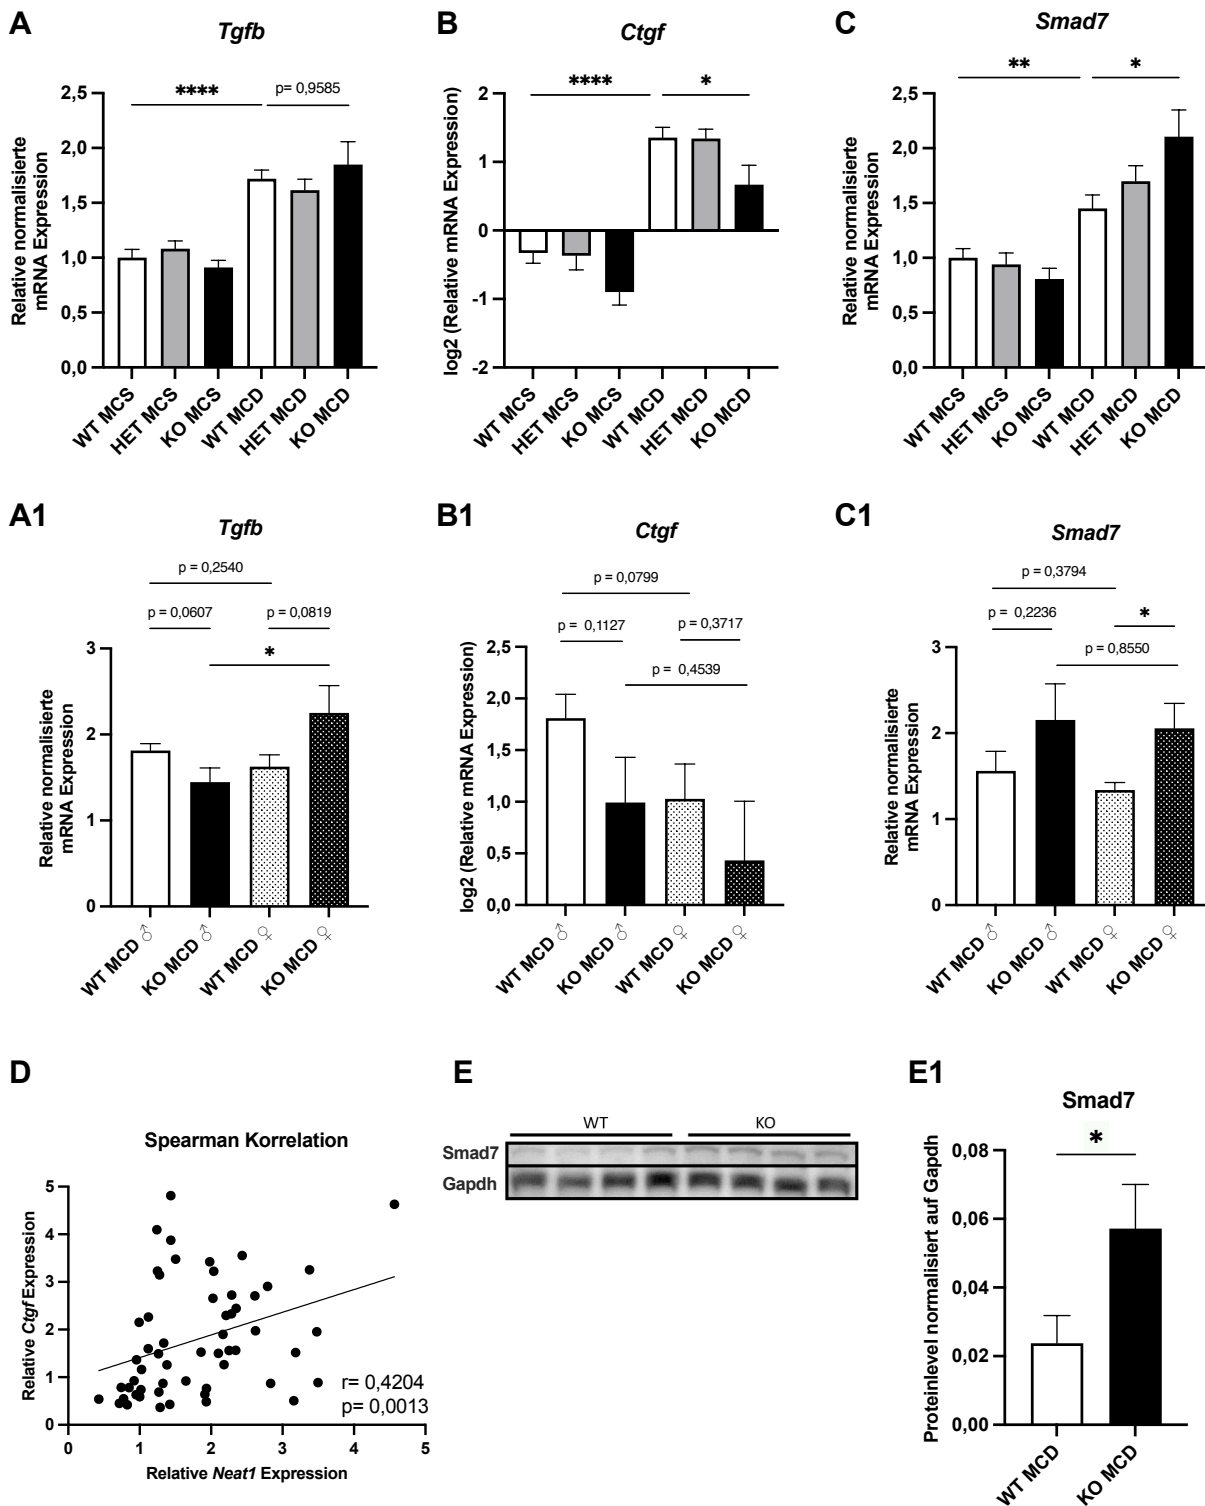 A
Tgfb
Relative normalisierte
mRNA Expression
2,5
2,0
1,5
1,0
0,5
0,0
****
p= 0,9585
WT MCS
HET MCS
KO MCS
WT MCD
HET MCD
KO MCD
B
Ctgf
log2 (Relative mRNA Expression)
2
1
0
-1
-2
****
*
WT MCS
HET MCS
KO MCS
WT MCD
HET MCD
KO MCD
C
Smad7
Relative normalisierte
mRNA Expression
2,5
2,0
1,5
1,0
0,5
0,0
**
*
WT MCS
HET MCS
KO MCS
WT MCD
HET MCD
KO MCD
A1
Tgfb
p = 0,2540
p = 0,0607
p = 0,0819
*
Relative normalisierte
mRNA Expression
3
2
1
0
WT MCD ♂
KO MCD ♂
WT MCD ♀
KO MCD ♀
B1
Ctgf
p = 0,0799
p = 0,1127
p = 0,3717
p = 0,4539
log2 (Relative mRNA Expression)
2,5
2,0
1,5
1,0
0,5
0,0
WT MCD ♂
KO MCD ♂
WT MCD ♀
KO MCD ♀
C1
Smad7
p = 0,3794
p = 0,2236
*
p = 0,8550
Relative normalisierte
mRNA Expression
3
2
1
0
WT MCD ♂
KO MCD ♂
WT MCD ♀
KO MCD ♀
D
Spearman Korrelation
Relative Ctgf Expression
5
4
3
2
1
0
r= 0,4204
p= 0,0013
0 1 2 3 4 5
Relative Neat1 Expression
E
WT KO
Smad7
Gapdh
E1
Smad7
*
Proteinlevel normalisiert auf Gapdh
0,08
0,06
0,04
0,02
0,00
WT MCD
KO MCD